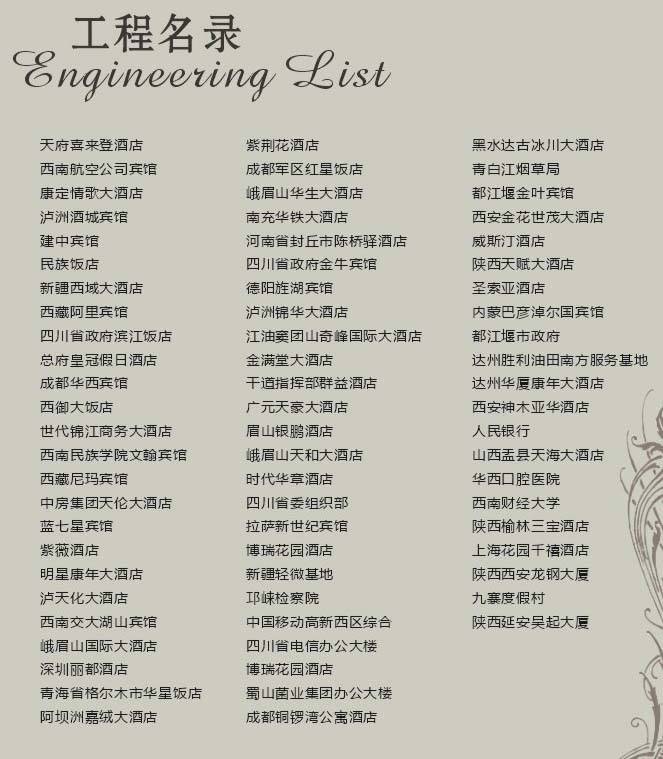 工程名录
Engineering List
天府喜来登酒店
西南航空公司宾馆
康定情歌大酒店
泸洲酒城宾馆
建中宾馆
民族饭店
新疆西域大酒店
西藏阿里宾馆
四川省政府滨江饭店
总府皇冠假日酒店
成都华西宾馆
西御大饭店
世代锦江商务大酒店
西南民族学院文翰宾馆
西藏尼玛宾馆
中房集团天伦大酒店
蓝七星宾馆
紫薇酒店
明星康年大酒店
泸天化大酒店
西南交大湖山宾馆
峨眉山国际大酒店
深圳丽都酒店
青海省格尔木市华星饭店
阿坝洲嘉绒大酒店
紫荆花酒店
成都军区红星饭店
峨眉山华生大酒店
南充华铁大酒店
河南省封丘市陈桥驿酒店
四川省政府金牛宾馆
德阳旌湖宾馆
泸洲锦华大酒店
江油窦团山奇峰国际大酒店
金满堂大酒店
干道指挥部群益酒店
广元天豪大酒店
眉山银鹏酒店
峨眉山天和大酒店
时代华章酒店
四川省委组织部
拉萨新世纪宾馆
博瑞花园酒店
新疆轻微基地
邛崃检察院
中国移动高新西区综合
四川省电信办公大楼
博瑞花园酒店
蜀山菌业集团办公大楼
成都铜锣湾公寓酒店
黑水达古冰川大酒店
青白江烟草局
都江堰金叶宾馆
西安金花世茂大酒店
威斯汀酒店
陕西天赋大酒店
圣索亚酒店
内蒙巴彦淖尔国宾馆
都江堰市政府
达州胜利油田南方服务基地
达州华厦康年大酒店
西安神木亚华酒店
人民银行
山西盂县天海大酒店
华西口腔医院
西南财经大学
陕西榆林三宝酒店
上海花园千禧酒店
陕西西安龙钢大厦
九寨度假村
陕西延安吴起大厦